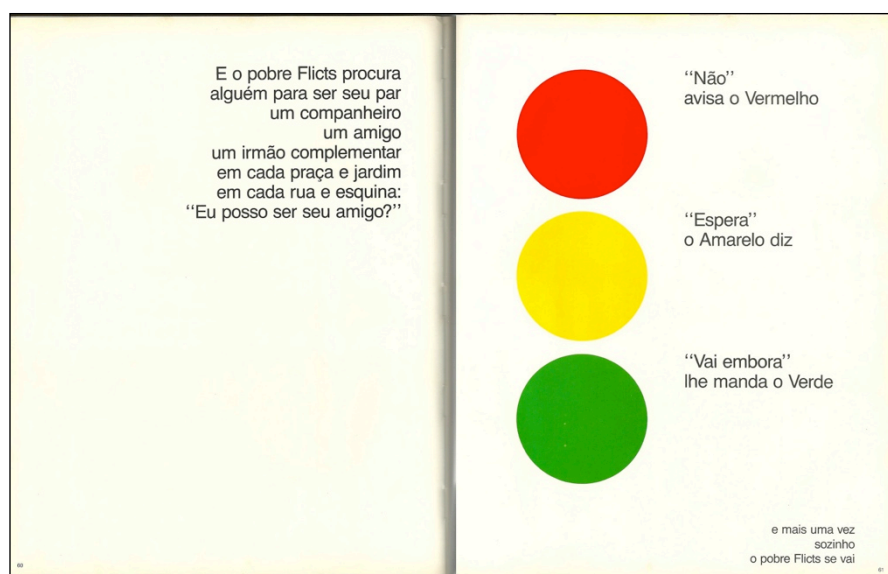 E o pobre Flicts procura
alguém para ser seu par
um companheiro
um amigo
um irmão complementar
em cada praça e jardim
em cada rua e esquina:
“Eu posso ser seu amigo?”
“Não”
avisa o Vermelho
“Espera”
o Amarelo diz
“Vai embora”
lhe manda o Verde
e mais uma vez
sozinho
o pobre Flicts se vai
61